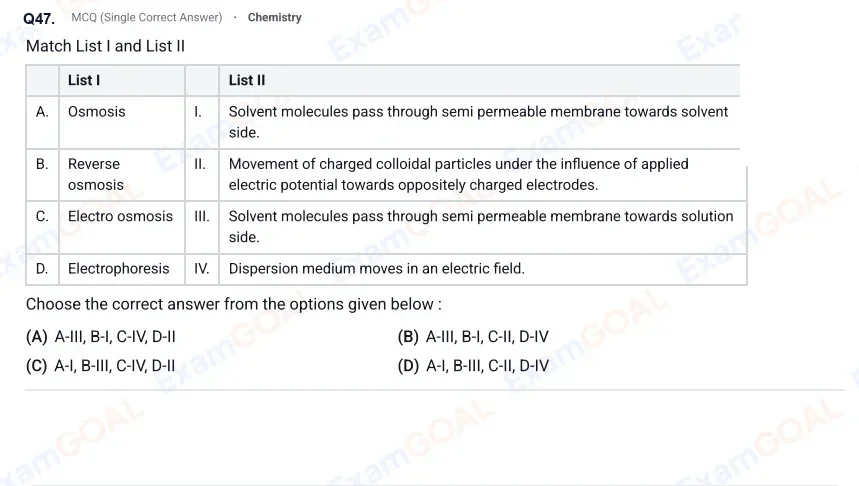 Q47. MCQ (Single Correct Answer) · Chemistry
Match List I and List II
List I List II
A. Osmosis I. Solvent molecules pass through semi permeable membrane towards solvent
side.
B. Reverse II. Movement of charged colloidal particles under the influence of applied
osmosis electric potential towards oppositely charged electrodes.
C. Electro osmosis III. Solvent molecules pass through semi permeable membrane towards solution
side.
D. Electrophoresis IV. Dispersion medium moves in an electric field.
Choose the correct answer from the options given below :
(A) A-III, B-I, C-IV, D-II (B) A-III, B-I, C-II, D-IV
(C) A-I, B-III, C-IV, D-II (D) A-I, B-III, C-II, D-IV
ExamGOAL